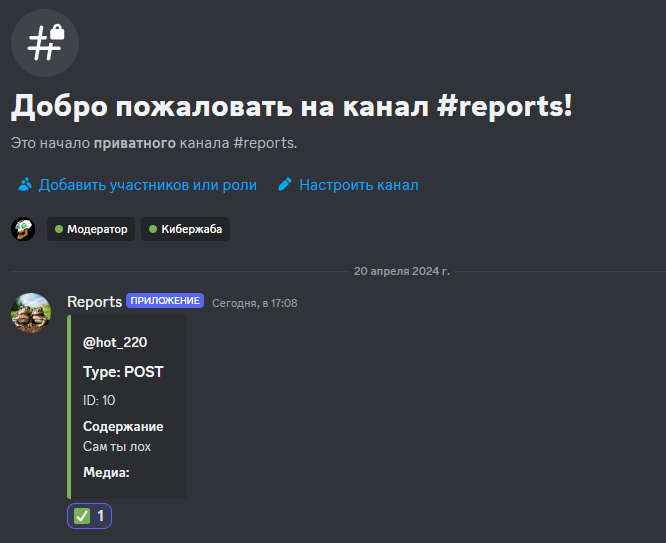 Добро пожаловать на канал #reports!
Это начало приватного канала #reports.
Добавить участников или роли Настроить канал
Модератор Кибержаба
20 апреля 2024 г.
Reports ПРИЛОЖЕНИЕ Сегодня, в 17:08
@hot_220
Type: POST
ID: 10
Содержание
Сам ты лох
Медиа:
1